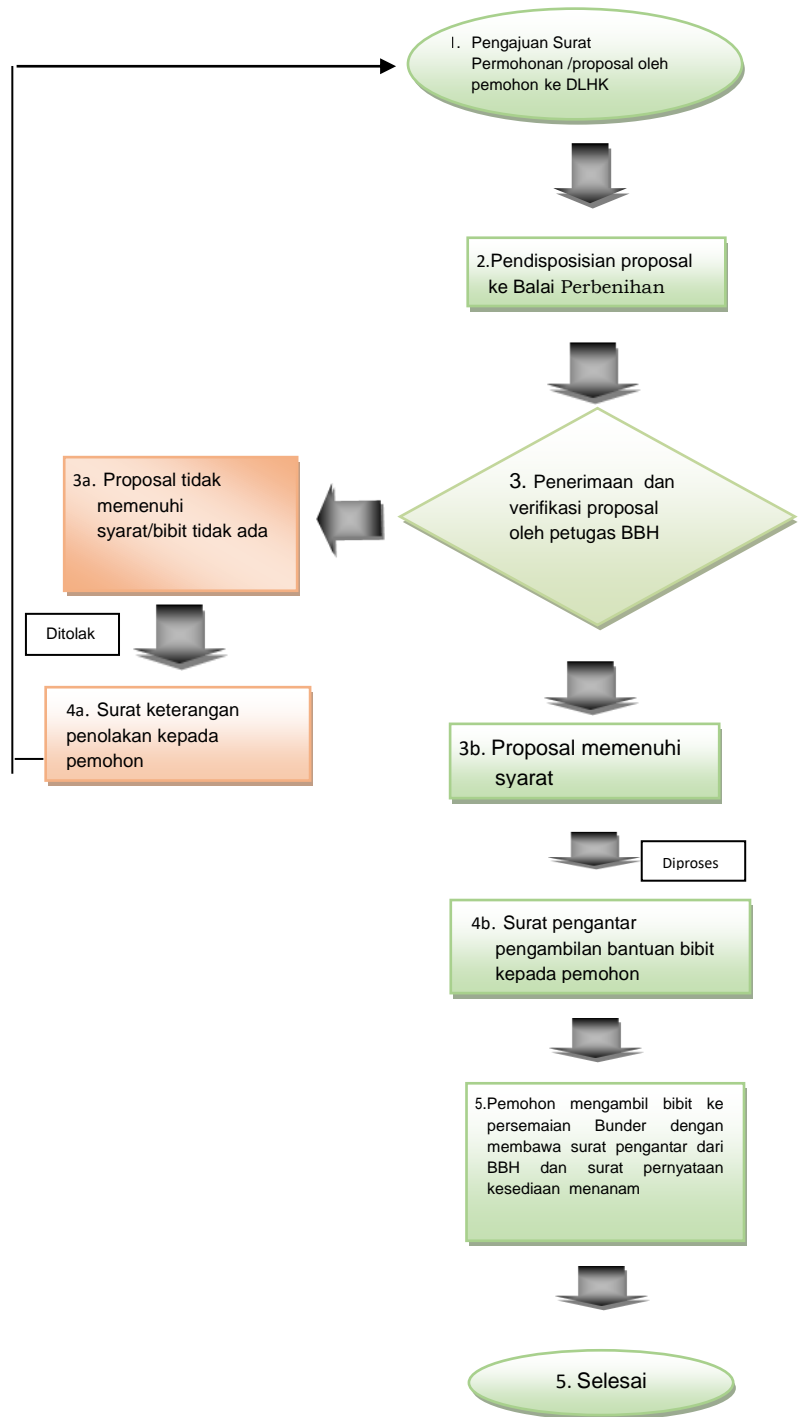 1. Pengajuan Surat
Permohonan /proposal oleh
pemohon ke DLHK
2.Pendisposisian proposal
ke Balai Perbenihan
3. Penerimaan dan
verifikasi proposal
oleh petugas BBH
3a. Proposal tidak
memenuhi
syarat/bibit tidak ada
Ditolak
4a. Surat keterangan
penolakan kepada
pemohon
3b. Proposal memenuhi
syarat
Diproses
4b. Surat pengantar
pengambilan bantuan bibit
kepada pemohon
5.Pemohon mengambil bibit ke
persemaian Bunder dengan
membawa surat pengantar dari
BBH dan surat pernyataan
kesediaan menanam
5. Selesai